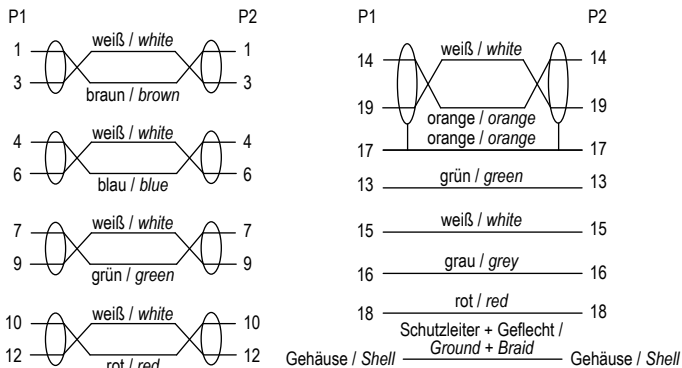 P1 P2
1 weiß / white 1
3 braun / brown 3
4 weiß / white 4
6 blau / blue 6
7 weiß / white 7
9 grün / green 9
10 weiß / white 10
12 rot / red 12
P1 P2
14 weiß / white 14
19 orange / orange 19
17 orange / orange 17
13 grün / green 13
15 weiß / white 15
16 grau / grey 16
18 rot / red 18
Schutzleiter + Geflecht /
Ground + Braid
Gehäuse / Shell Gehäuse / Shell